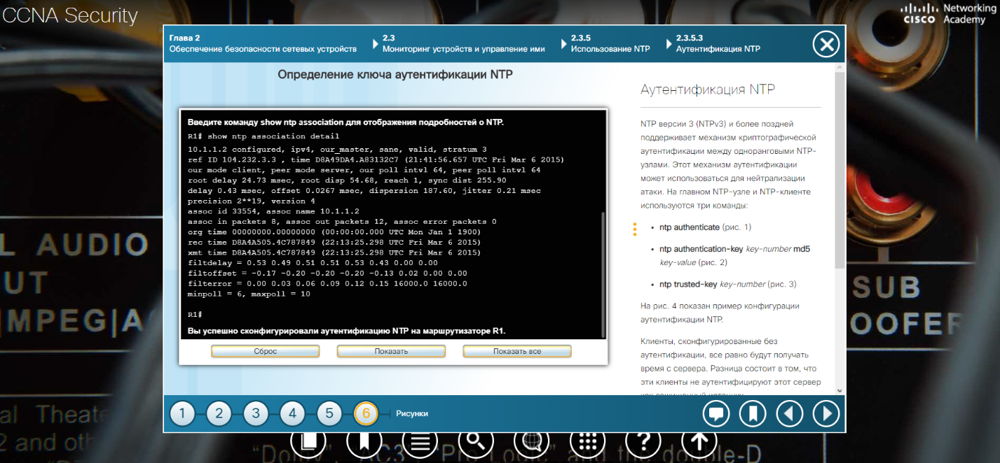 CCNA Security
Networking
CISCO Academy
Глава 2
Обеспечение безопасности сетевых устройств
2.3
Мониторинг устройств и управление ими
2.3.5
Использование NTP
2.3.5.3
Аутентификация NTP
Определение ключа аутентификации NTP
Введите команду show ntp association для отображения подробностей о NTP.
R1# show ntp association detail
10.1.1.2 configured, ipv4, our_master, sane, valid, stratum 3
ref ID 104.232.3.3 , time D8A49DA4.A83132C7 (21:41:56.657 UTC Fri Mar 6 2015)
our mode client, peer mode server, our poll intvl 64, peer poll intvl 64
root delay 24.73 msec, root disp 54.68, reach 1, sync dist 255.90
delay 0.43 msec, offset 0.0267 msec, dispersion 187.60, jitter 0.21 msec
precision 2**19, version 4
assoc id 33554, assoc name 10.1.1.2
assoc in packets 8, assoc out packets 12, assoc error packets 0
org time 00000000.00000000 (00:00:00.000 UTC Mon Jan 1 1900)
rec time D8A4A505.4C787849 (22:13:25.298 UTC Fri Mar 6 2015)
xmt time D8A4A505.4C787849 (22:13:25.298 UTC Fri Mar 6 2015)
filtdelay = 0.53 0.49 0.51 0.51 0.53 0.43 0.00 0.00
filtoffset = -0.17 -0.20 -0.20 -0.20 -0.13 0.02 0.00 0.00
filterror = 0.00 0.03 0.06 0.09 0.12 0.15 16000.0 16000.0
minpoll = 6, maxpoll = 10
R1#
Вы успешно сконфигурировали аутентификацию NTP на маршрутизаторе R1.
Сброс
Показать
Показать все
Аутентификация NTP
NTP версии 3 (NTPv3) и более поздней
поддерживает механизм криптографической
аутентификации между одноранговыми NTP-
узлами. Этот механизм аутентификации
может использоваться для нейтрализации
атаки. На главном NTP-узле и NTP-клиенте
используются три команды:
• ntp authenticate (рис. 1)
• ntp authentication-key key-number md5
key-value (рис. 2)
• ntp trusted-key key-number (рис. 3)
На рис. 4 показан пример конфигурации
аутентификации NTP.
Клиенты, сконфигурированные без
аутентификации, все равно будут получать
время с сервера. Разница состоит в том, что
эти клиенты не аутентифицируют этот сервер
1 2 3 4 5 6 Рисунки
L AUDIO
UT
MPEG|A
SUB
OOFER
al Theate
2 and oth
"Dolby", "AC3", "Pro Logic" and the double-D